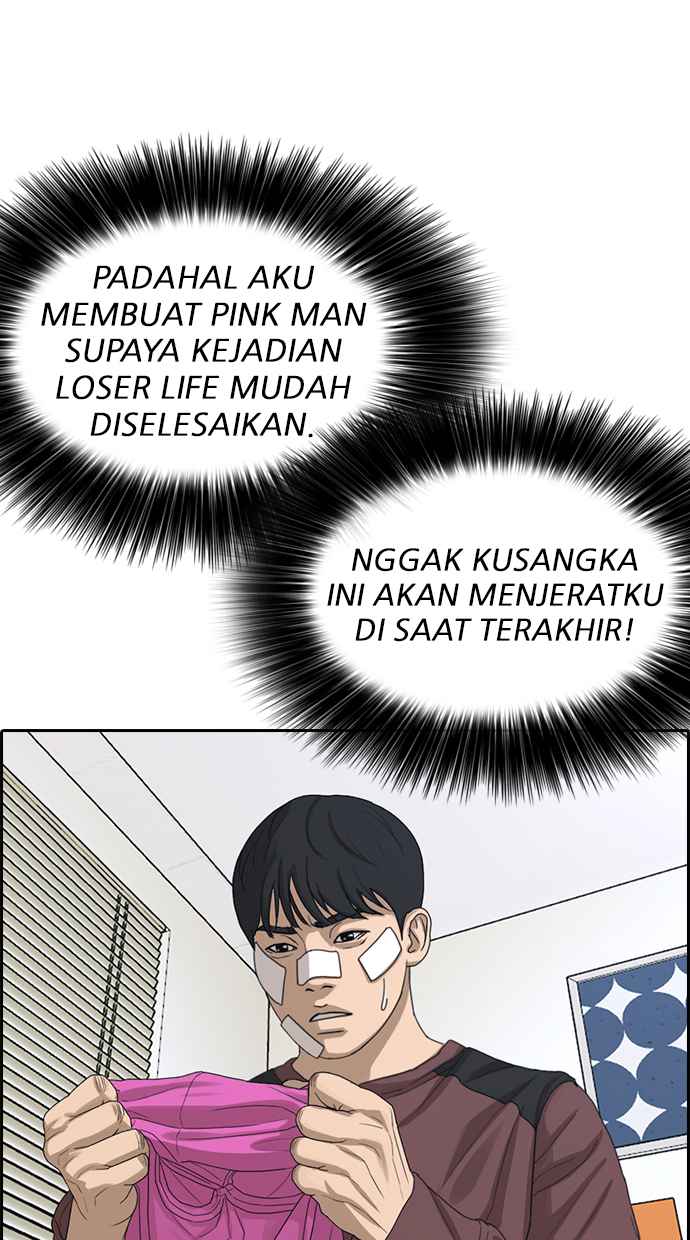 PADAHAL AKU
MEMBUAT PINK MAN
SUPAYA KEJADIAN
LOSER LIFE MUDAH
DISELESAIKAN.
NGGAK KUSANGKA
INI AKAN MENJERATKU
DI SAAT TERAKHIR!